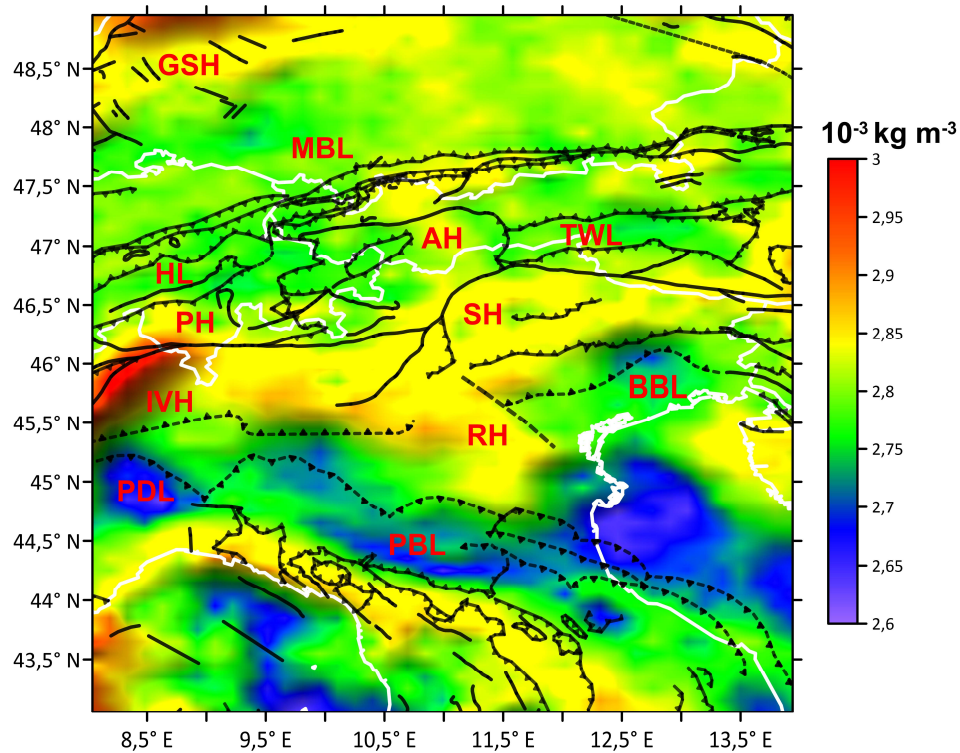 10⁻³ kg m⁻³
48,5° N
48° N
47,5° N
47° N
46,5° N
46° N
45,5° N
45° N
44,5° N
44° N
43,5° N
GSH
MBL
AH
TWL
HL
PH
SH
IVH
BBL
RH
PDL
PBL
3
2,95
2,9
2,85
2,8
2,75
2,7
2,65
2,6
8,5° E
9,5° E
10,5° E
11,5° E
12,5° E
13,5° E